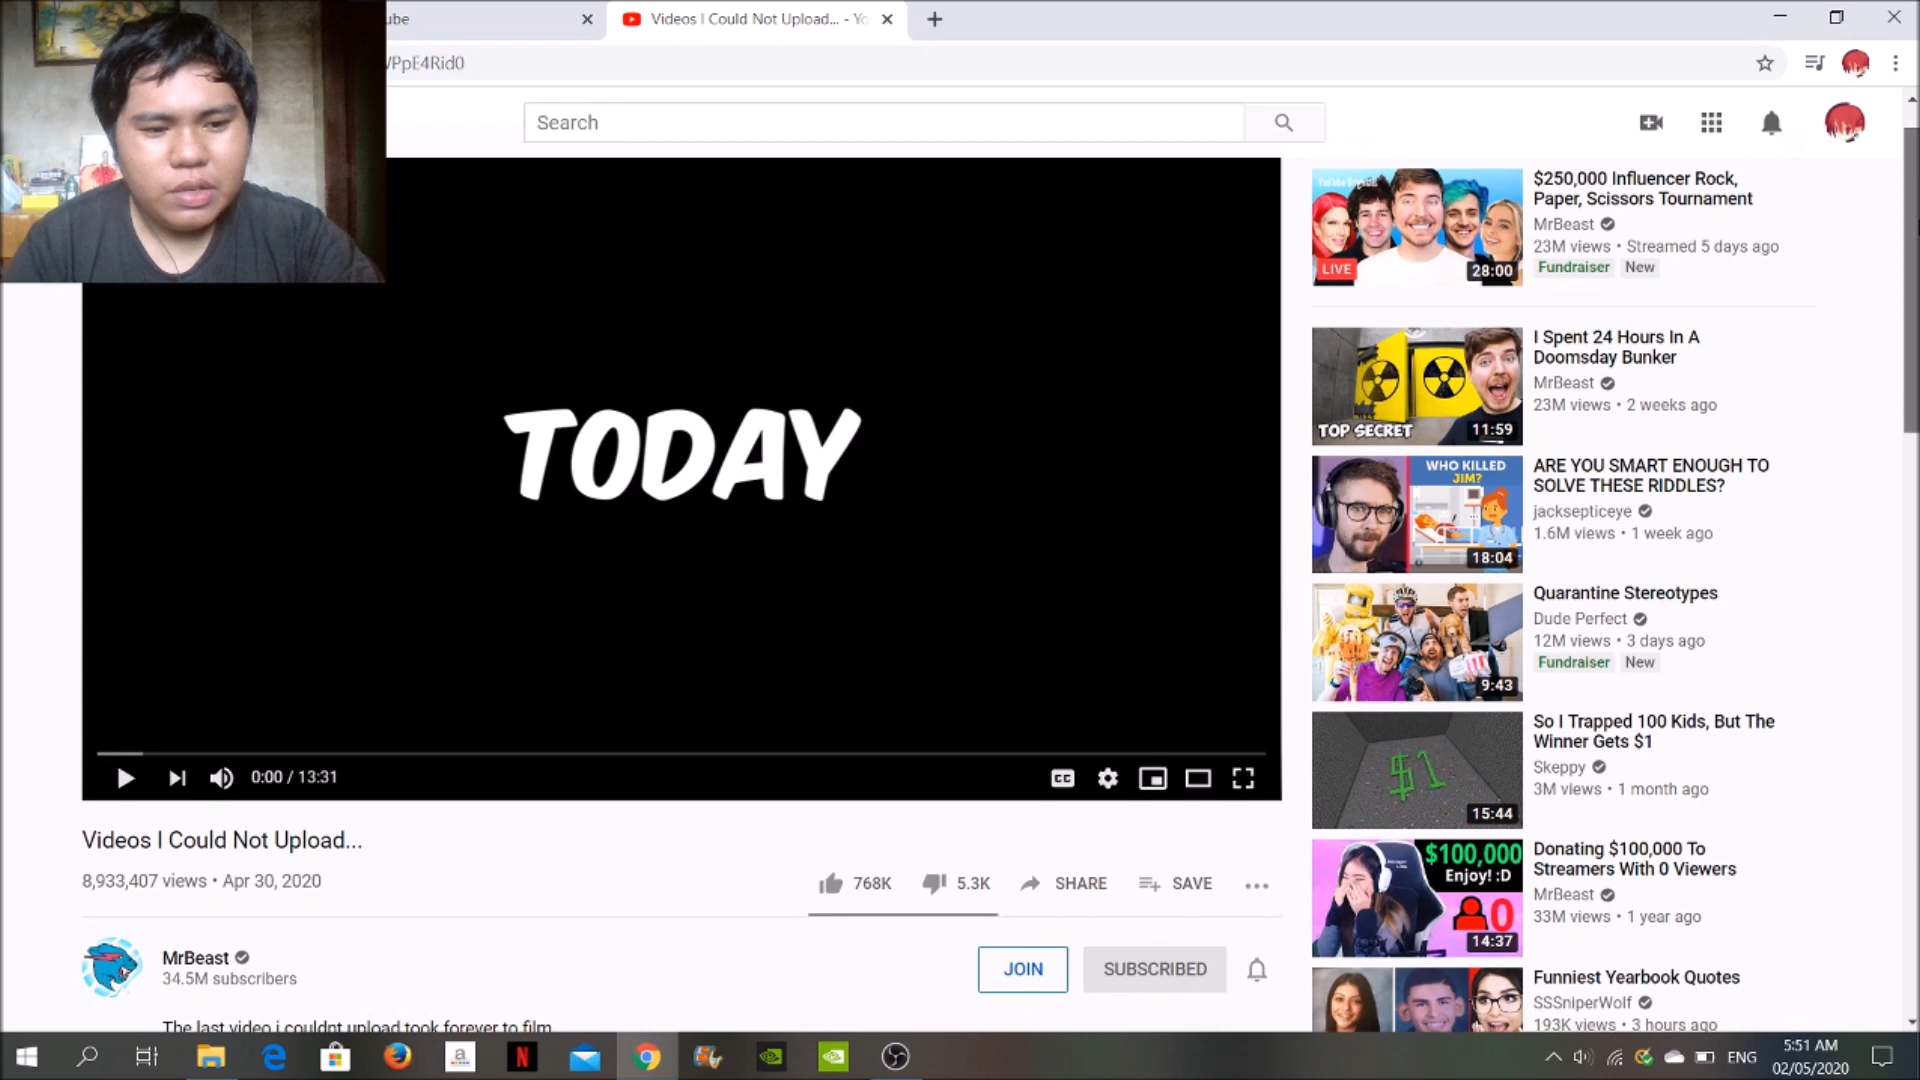 ube
Videos I Could Not Upload... - Yo
VPpE4Rid0
Search
TODAY
0:00 / 13:31
CC
Videos I Could Not Upload...
8,933,407 views • Apr 30, 2020
768K
5.3K
SHARE
SAVE
MrBeast
34.5M subscribers
JOIN
SUBSCRIBED
The last video i couldnt upload took forever to film
LIVE
28:00
$250,000 Influencer Rock,
Paper, Scissors Tournament
MrBeast
23M views • Streamed 5 days ago
Fundraiser
New
TOP SECRET
11:59
I Spent 24 Hours In A
Doomsday Bunker
MrBeast
23M views • 2 weeks ago
WHO KILLED
JIM?
18:04
ARE YOU SMART ENOUGH TO
SOLVE THESE RIDDLES?
jacksepticeye
1.6M views • 1 week ago
9:43
Quarantine Stereotypes
Dude Perfect
12M views • 3 days ago
Fundraiser
New
$1
15:44
So I Trapped 100 Kids, But The
Winner Gets $1
Skeppy
3M views • 1 month ago
$100,000
Enjoy! :D
0
14:37
Donating $100,000 To
Streamers With 0 Viewers
MrBeast
33M views • 1 year ago
Funniest Yearbook Quotes
SSSniperWolf
193K views • 3 hours ago
ENG
5:51 AM
02/05/2020